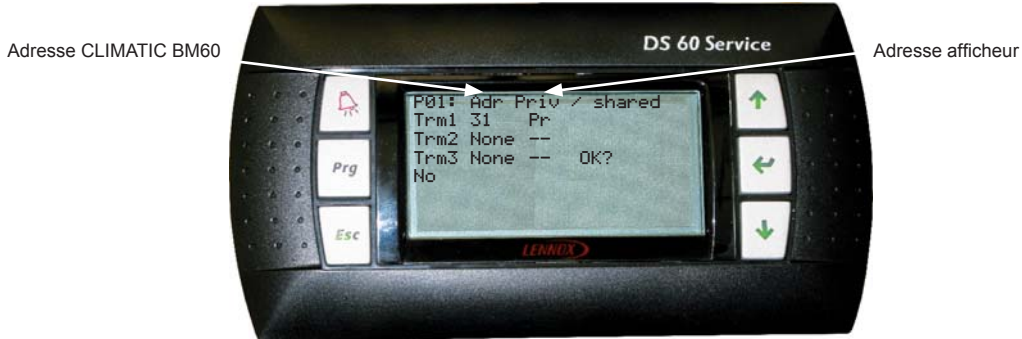 DS 60 Service
Adresse CLIMATIC BM60
Adresse afficheur
P01: Adr Priv / shared
Trm1 31 Pr
Trm2 None --
Trm3 None -- OK?
No
Prg
Esc
LENNOX